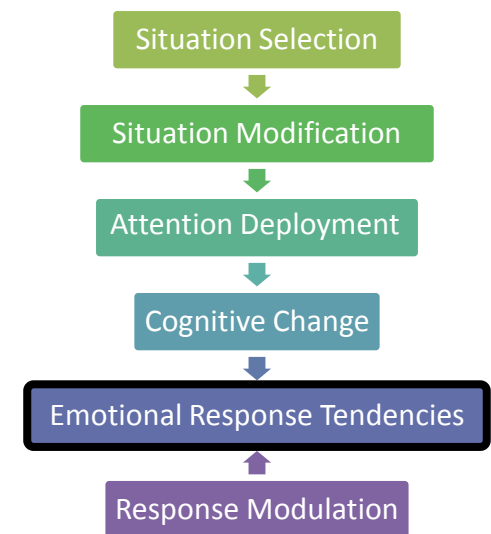 Situation Selection
Situation Modification
Attention Deployment
Cognitive Change
Emotional Response Tendencies
Response Modulation